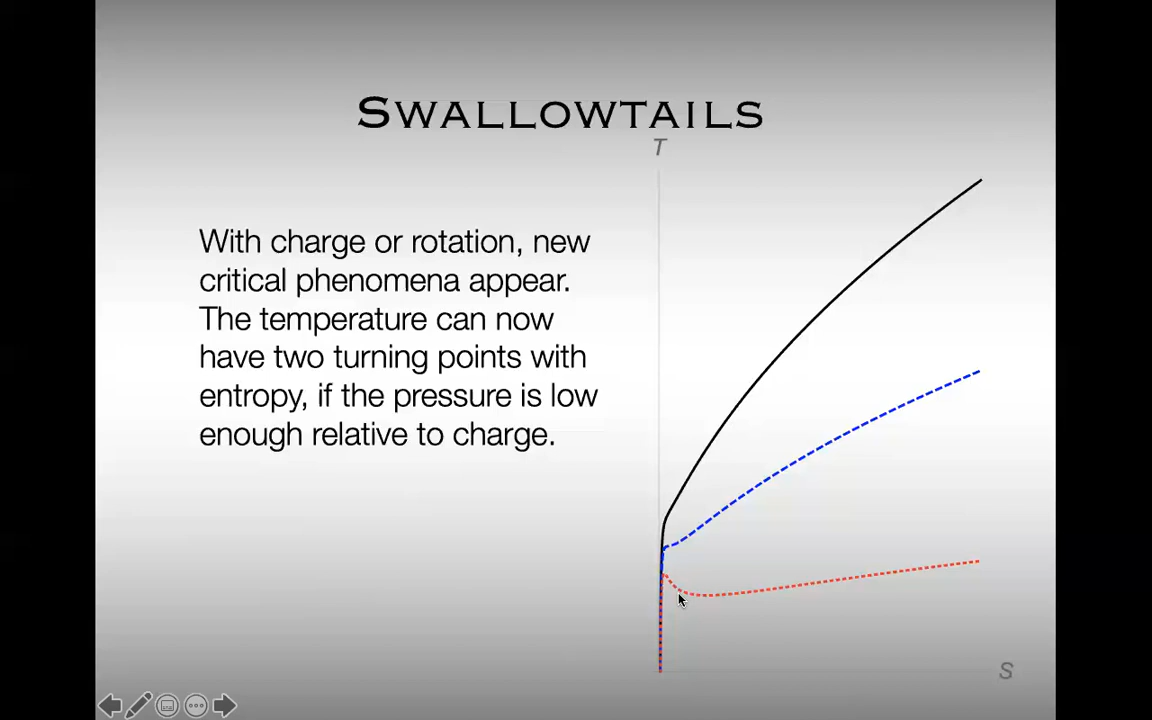 SWALLOWTAILS
T
With charge or rotation, new
critical phenomena appear.
The temperature can now
have two turning points with
entropy, if the pressure is low
enough relative to charge.
S